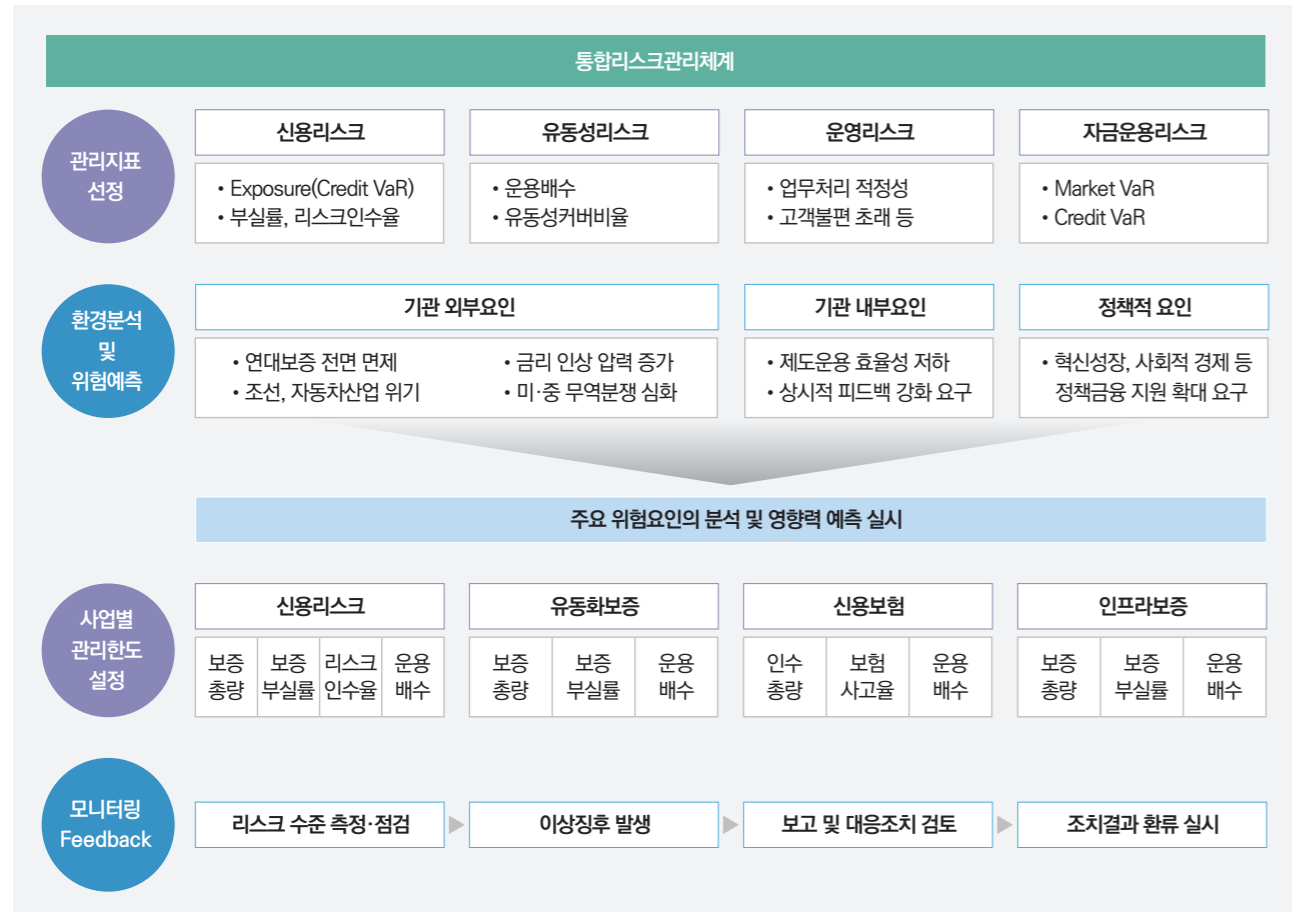 통합리스크관리체계
관리지표
선정
신용리스크
• Exposure(Credit VaR)
• 부실률, 리스크인수율
유동성리스크
• 운용배수
• 유동성커버비율
운영리스크
• 업무처리 적정성
• 고객불편 초래 등
자금운용리스크
• Market VaR
• Credit VaR
환경분석
및
위험예측
기관 외부요인
• 연대보증 전면 면제
• 조선, 자동차산업 위기
• 금리 인상 압력 증가
• 미·중 무역분쟁 심화
기관 내부요인
• 제도운용 효율성 저하
• 상시적 피드백 강화 요구
정책적 요인
• 혁신성장, 사회적 경제 등
정책금융 지원 확대 요구
주요 위험요인의 분석 및 영향력 예측 실시
사업별
관리한도
설정
신용리스크
보증
총량
보증
부실률
리스크
인수율
운용
배수
유동화보증
보증
총량
보증
부실률
운용
배수
신용보험
인수
총량
보험
사고율
운용
배수
인프라보증
보증
총량
보증
부실률
운용
배수
모니터링
Feedback
리스크 수준 측정·점검
이상징후 발생
보고 및 대응조치 검토
조치결과 환류 실시